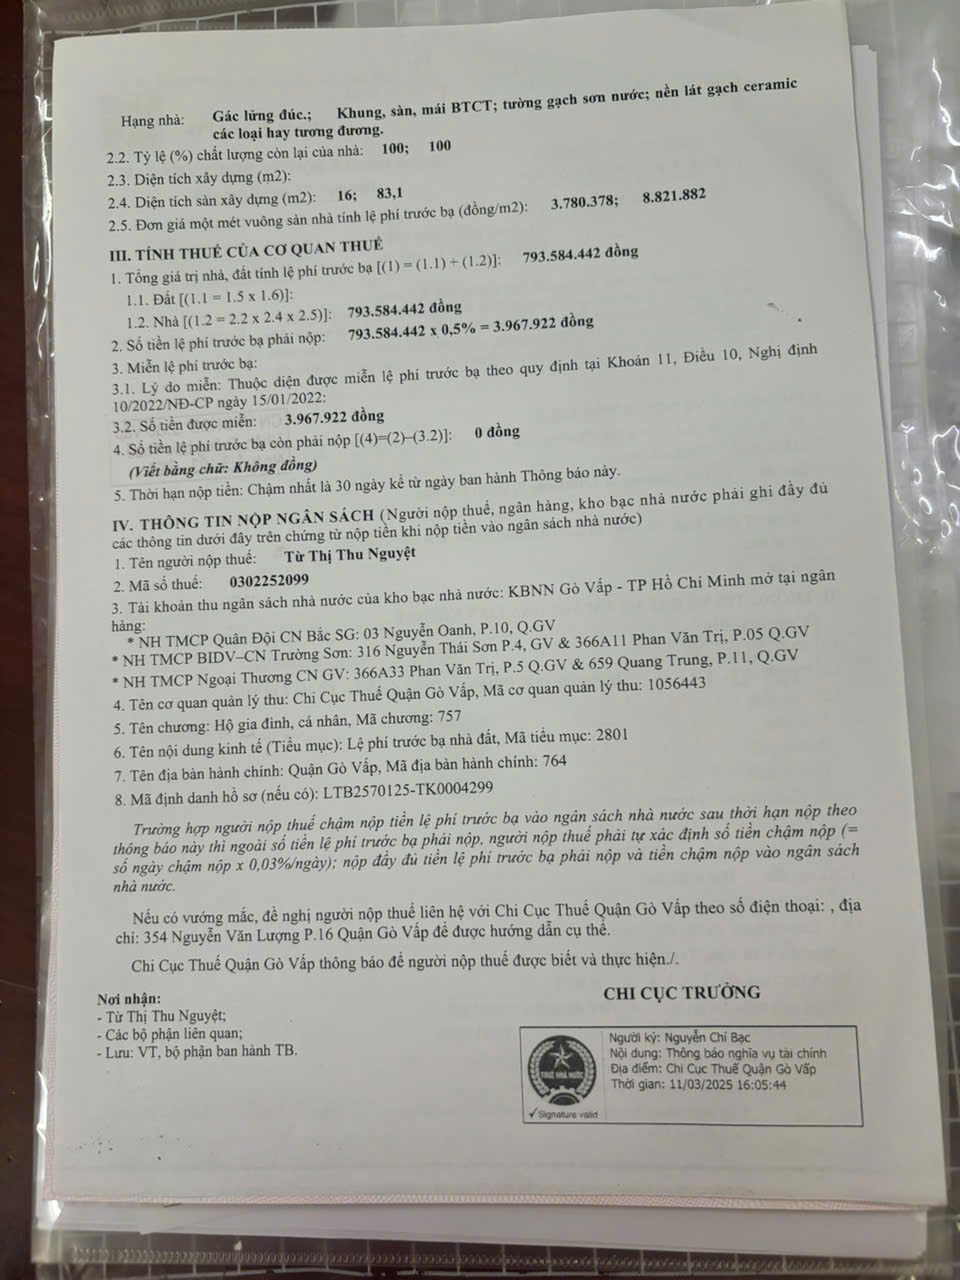 Hạng nhà: Gác lửng đúc.; Khung, sàn, mái BTCT; tường gạch sơn nước; nền lát gạch ceramic
các loại hay tương đương.
2.2. Tỷ lệ (%) chất lượng còn lại của nhà: 100; 100
2.3. Diện tích xây dựng (m2):
2.4. Diện tích sàn xây dựng (m2): 16; 83,1
2.5. Đơn giá một mét vuông sàn nhà tính lệ phí trước bạ (đồng/m2): 3.780.378; 8.821.882
III. TÍNH THUẾ CỦA CƠ QUAN THUẾ
1. Tổng giá trị nhà, đất tính lệ phí trước bạ [(1) = (1.1) + (1.2)]: 793.584.442 đồng
1.1. Đất [(1.1 = 1.5 x 1.6)]:
1.2. Nhà [(1.2 = 2.2 x 2.4 x 2.5)]: 793.584.442 đồng
2. Số tiền lệ phí trước bạ phải nộp: 793.584.442 x 0,5% = 3.967.922 đồng
3. Miễn lệ phí trước bạ:
3.1. Lý do miễn: Thuộc diện được miễn lệ phí trước bạ theo quy định tại Khoản 11, Điều 10, Nghị định
10/2022/NĐ-CP ngày 15/01/2022:
3.2. Số tiền được miễn: 3.967.922 đồng
4. Số tiền lệ phí trước bạ còn phải nộp [(4)=(2)–(3.2)]: 0 đồng
(Viết bằng chữ: Không đồng)
5. Thời hạn nộp tiền: Chậm nhất là 30 ngày kể từ ngày ban hành Thông báo này.
IV. THÔNG TIN NỘP NGÂN SÁCH (Người nộp thuế, ngân hàng, kho bạc nhà nước phải ghi đầy đủ
các thông tin dưới đây trên chứng từ nộp tiền khi nộp tiền vào ngân sách nhà nước)
1. Tên người nộp thuế: Từ Thị Thu Nguyệt
2. Mã số thuế: 0302252099
3. Tài khoản thu ngân sách nhà nước của kho bạc nhà nước: KBNN Gò Vấp - TP Hồ Chí Minh mở tại ngân
hàng:
* NH TMCP Quân Đội CN Bắc SG: 03 Nguyễn Oanh, P.10, Q.GV
* NH TMCP BIDV–CN Trường Sơn: 316 Nguyễn Thái Sơn P.4, GV & 366A11 Phan Văn Trị, P.05 Q.GV
* NH TMCP Ngoại Thương CN GV: 366A33 Phan Văn Trị, P.5 Q.GV & 659 Quang Trung, P.11, Q.GV
4. Tên cơ quan quản lý thu: Chi Cục Thuế Quận Gò Vấp, Mã cơ quan quản lý thu: 1056443
5. Tên chương: Hộ gia đình, cá nhân, Mã chương: 757
6. Tên nội dung kinh tế (Tiểu mục): Lệ phí trước bạ nhà đất, Mã tiểu mục: 2801
7. Tên địa bàn hành chính: Quận Gò Vấp, Mã địa bàn hành chính: 764
8. Mã định danh hồ sơ (nếu có): LTB2570125-TK0004299
Trường hợp người nộp thuế chậm nộp tiền lệ phí trước bạ vào ngân sách nhà nước sau thời hạn nộp theo
thông báo này thì ngoài số tiền lệ phí trước bạ phải nộp, người nộp thuế phải tự xác định số tiền chậm nộp (=
số ngày chậm nộp x 0,03%/ngày); nộp đầy đủ tiền lệ phí trước bạ phải nộp và tiền chậm nộp vào ngân sách
nhà nước.
Nếu có vướng mắc, đề nghị người nộp thuế liên hệ với Chi Cục Thuế Quận Gò Vấp theo số điện thoại: , địa
chỉ: 354 Nguyễn Văn Lượng P.16 Quận Gò Vấp để được hướng dẫn cụ thể.
Chi Cục Thuế Quận Gò Vấp thông báo để người nộp thuế được biết và thực hiện./.
CHI CỤC TRƯỞNG
Nơi nhận:
- Từ Thị Thu Nguyệt;
- Các bộ phận liên quan;
- Lưu: VT, bộ phận ban hành TB.
Người ký: Nguyễn Chí Bạc
Nội dung: Thông báo nghĩa vụ tài chính
Địa điểm: Chi Cục Thuế Quận Gò Vấp
Thời gian: 11/03/2025 16:05:44
THUẾ NHÀ NƯỚC
✓ Signature valid